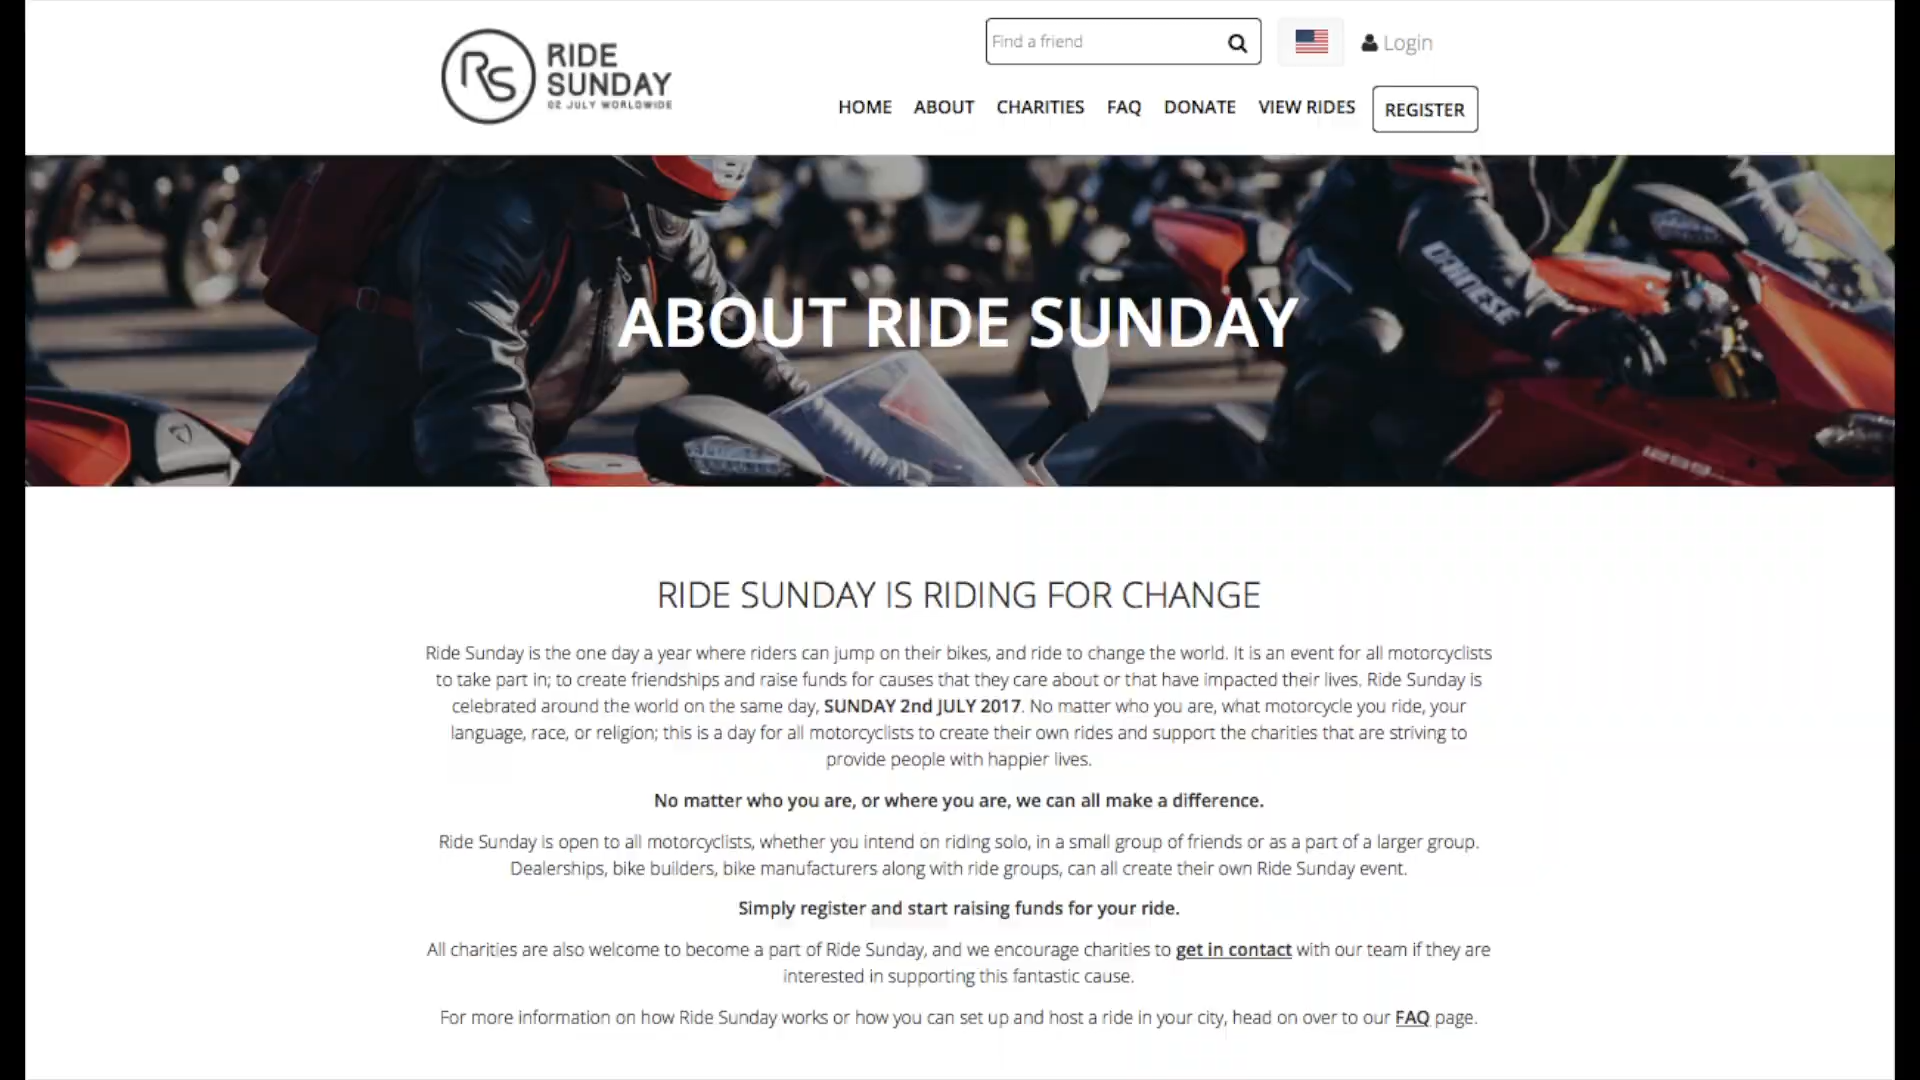 RS
RIDE
SUNDAY
02 JULY WORLDWIDE
Find a friend
Login
HOME ABOUT CHARITIES FAQ DONATE VIEW RIDES REGISTER
DAINESE
1299
ABOUT RIDE SUNDAY
RIDE SUNDAY IS RIDING FOR CHANGE
Ride Sunday is the one day a year where riders can jump on their bikes, and ride to change the world. It is an event for all motorcyclists
to take part in; to create friendships and raise funds for causes that they care about or that have impacted their lives. Ride Sunday is
celebrated around the world on the same day, SUNDAY 2nd JULY 2017. No matter who you are, what motorcycle you ride, your
language, race, or religion; this is a day for all motorcyclists to create their own rides and support the charities that are striving to
provide people with happier lives.
No matter who you are, or where you are, we can all make a difference.
Ride Sunday is open to all motorcyclists, whether you intend on riding solo, in a small group of friends or as a part of a larger group.
Dealerships, bike builders, bike manufacturers along with ride groups, can all create their own Ride Sunday event.
Simply register and start raising funds for your ride.
All charities are also welcome to become a part of Ride Sunday, and we encourage charities to get in contact with our team if they are
interested in supporting this fantastic cause.
For more information on how Ride Sunday works or how you can set up and host a ride in your city, head on over to our FAQ page.